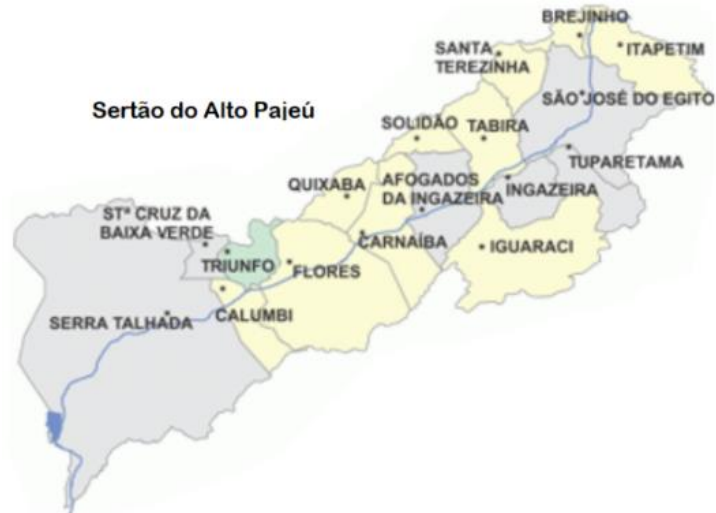 BREJINHO
SANTA
TEREZINHA
ITAPETIM
Sertão do Alto Pajeú
SÃO JOSÉ DO EGITO
SOLIDÃO
TABIRA
TUPARETAMA
QUIXABA
AFOGADOS
DA INGAZEIRA
INGAZEIRA
ST ͣ CRUZ DA
BAIXA VERDE
CARNAÍBA
IGUARACI
TRIUNFO
FLORES
SERRA TALHADA
CALUMBI